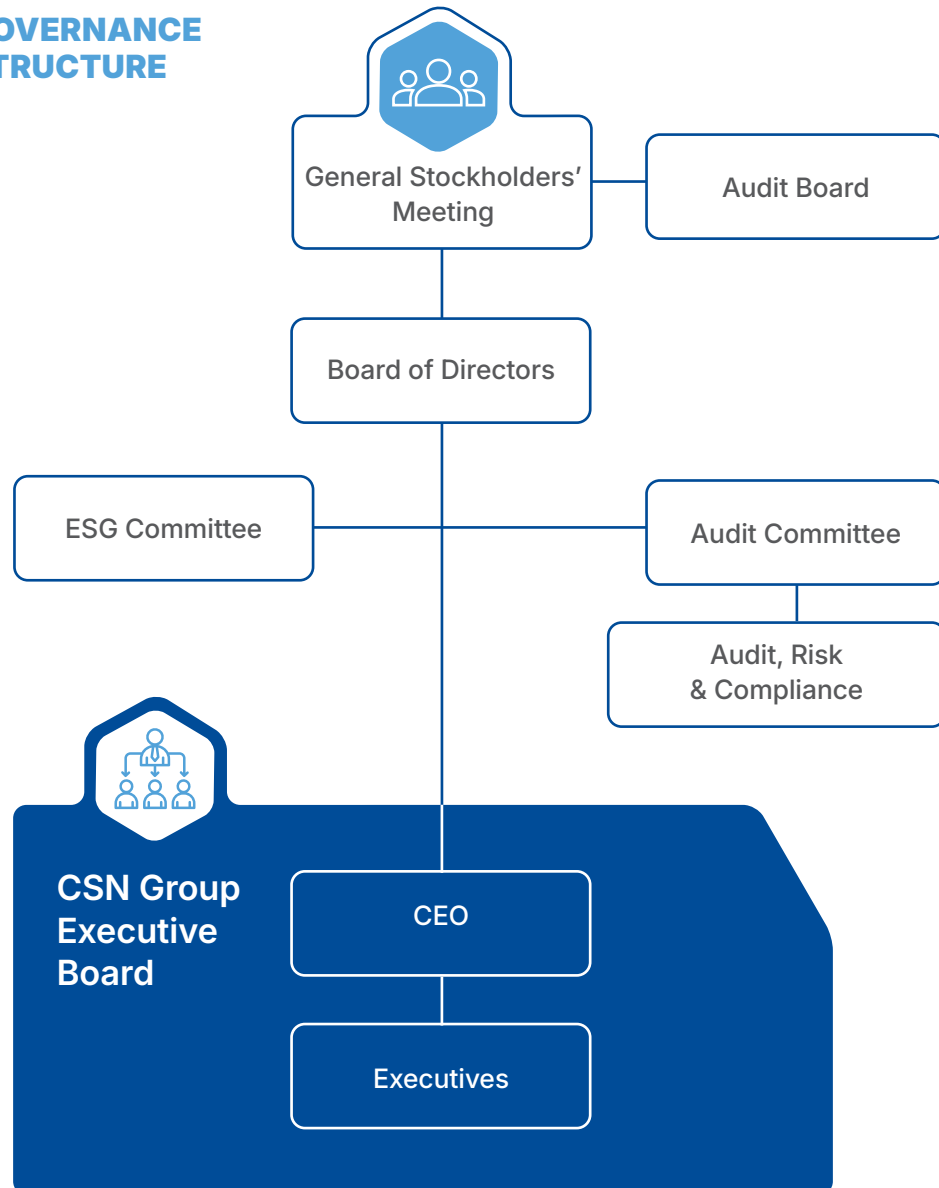 OVERNANCE
TRUCTURE
General Stockholders’
Meeting
Audit Board
Board of Directors
ESG Committee
Audit Committee
Audit, Risk
& Compliance
CSN Group
Executive
Board
CEO
Executives